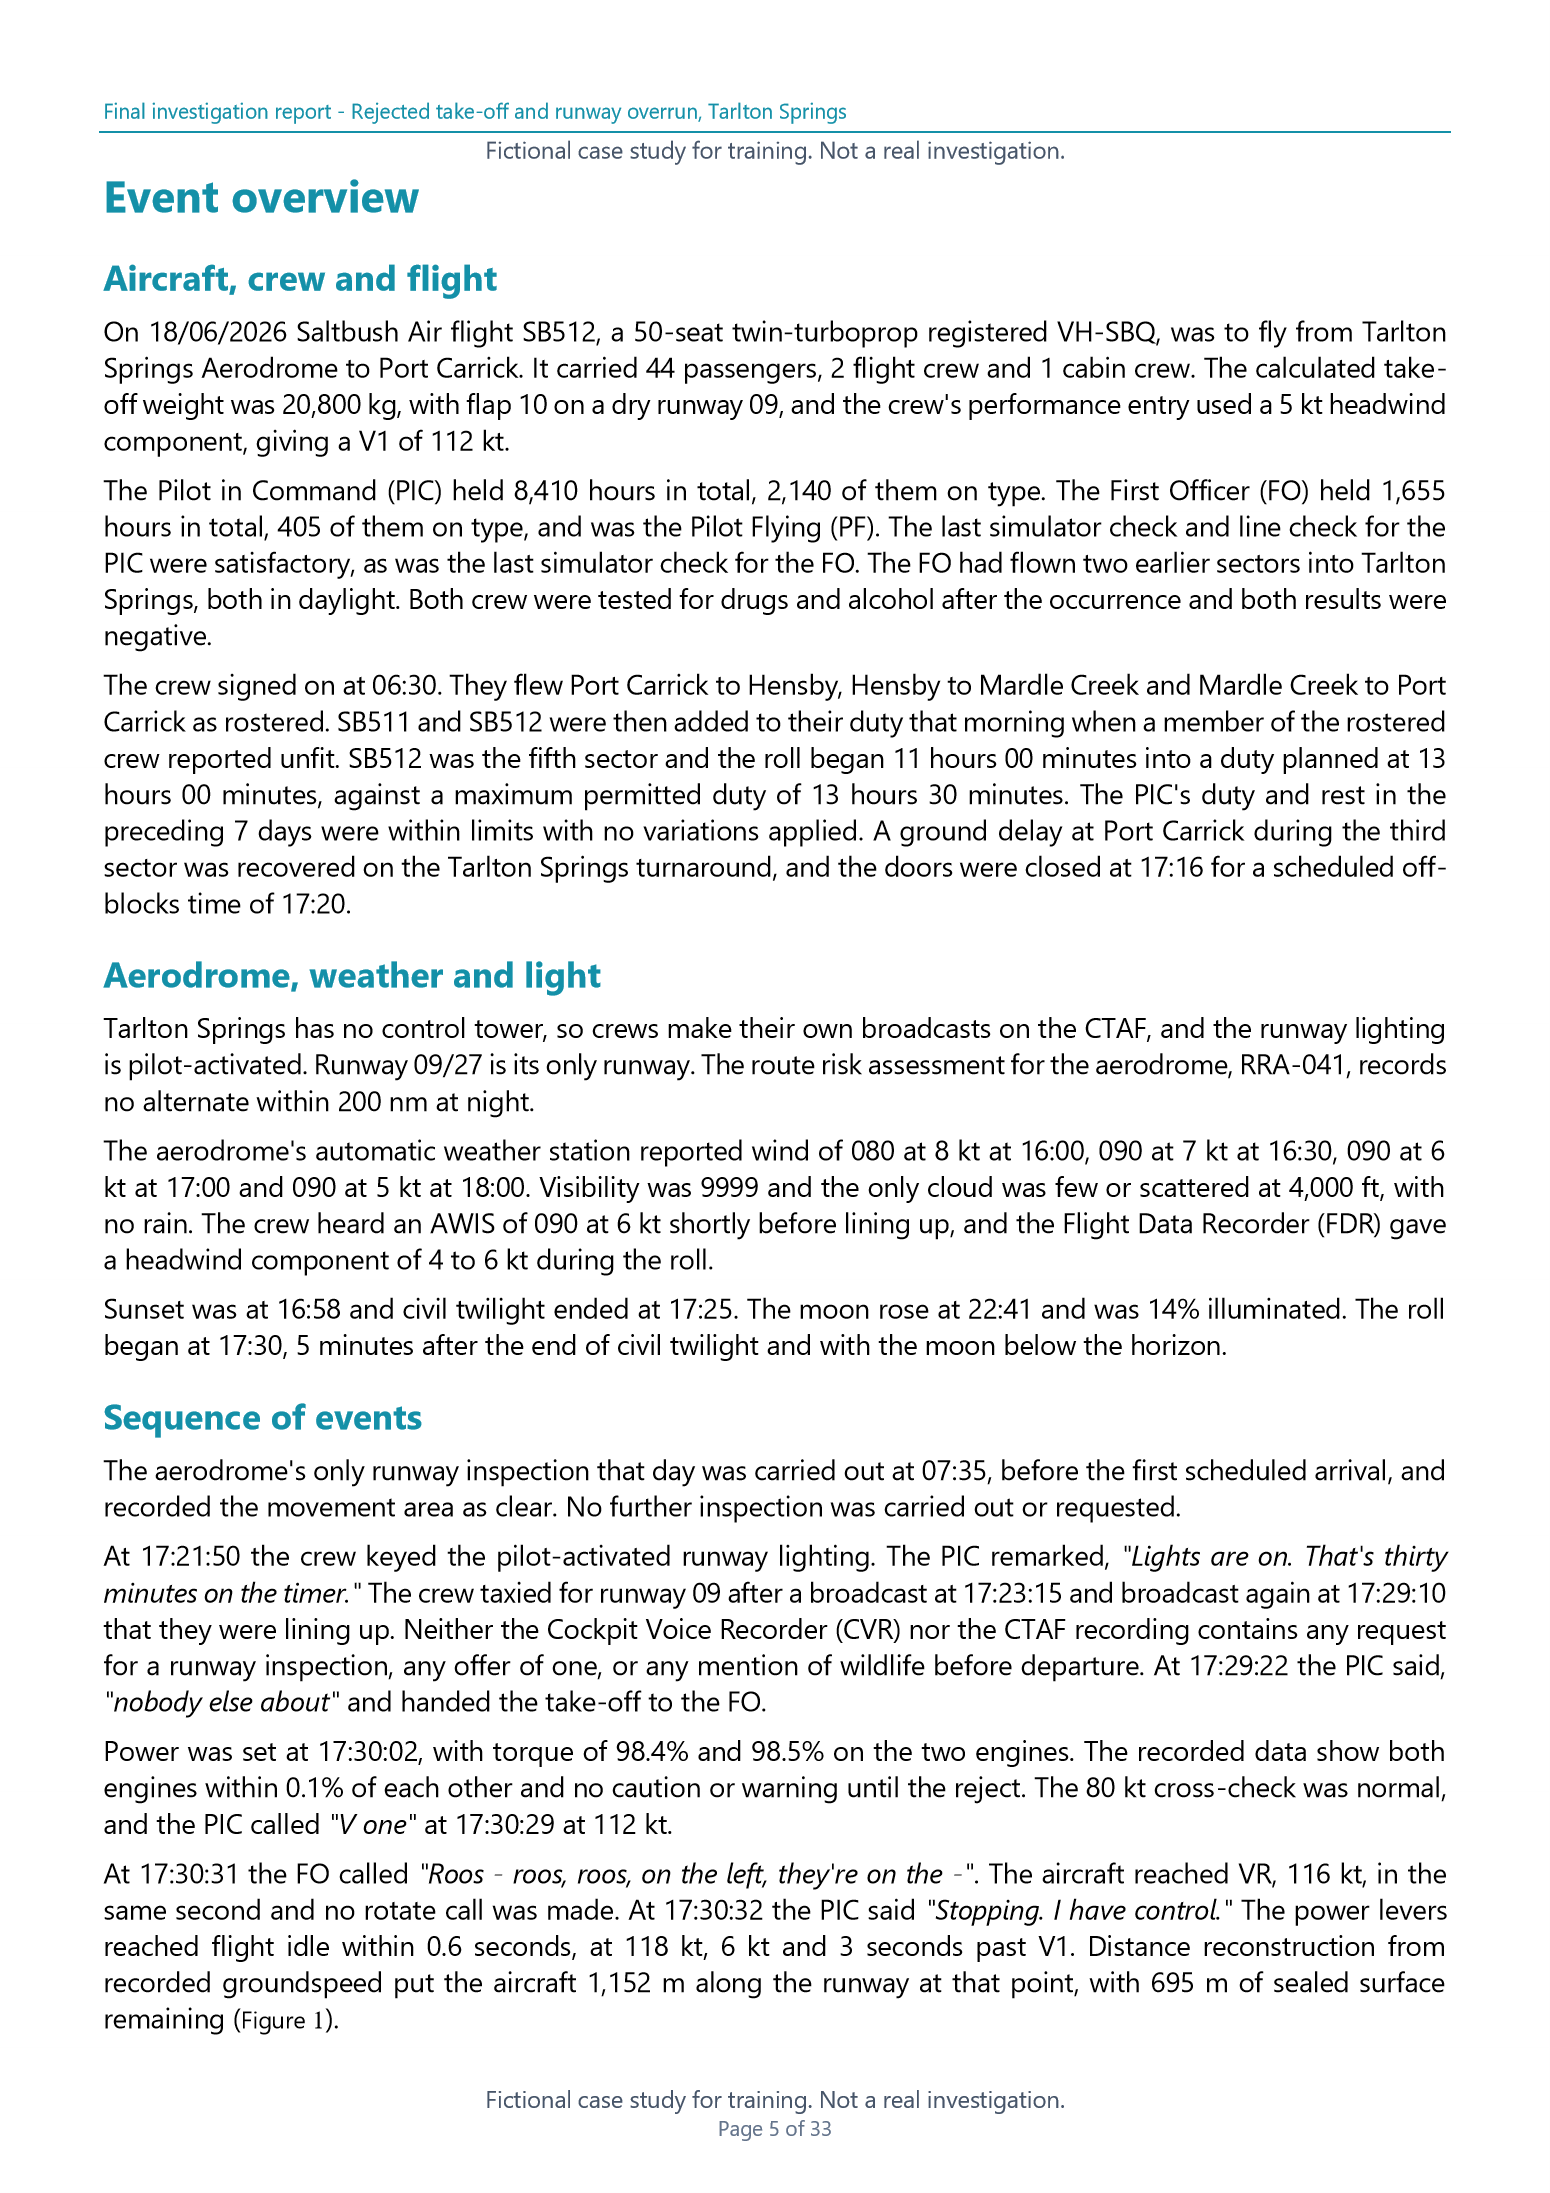 Final investigation report - Rejected take-off and runway overrun, Tarlton Springs
Fictional case study for training. Not a real investigation.
Event overview
Aircraft, crew and flight
On 18/06/2026 Saltbush Air flight SB512, a 50-seat twin-turboprop registered VH-SBQ, was to fly from Tarlton
Springs Aerodrome to Port Carrick. It carried 44 passengers, 2 flight crew and 1 cabin crew. The calculated take-
off weight was 20,800 kg, with flap 10 on a dry runway 09, and the crew's performance entry used a 5 kt headwind
component, giving a V1 of 112 kt.
The Pilot in Command (PIC) held 8,410 hours in total, 2,140 of them on type. The First Officer (FO) held 1,655
hours in total, 405 of them on type, and was the Pilot Flying (PF). The last simulator check and line check for the
PIC were satisfactory, as was the last simulator check for the FO. The FO had flown two earlier sectors into Tarlton
Springs, both in daylight. Both crew were tested for drugs and alcohol after the occurrence and both results were
negative.
The crew signed on at 06:30. They flew Port Carrick to Hensby, Hensby to Mardle Creek and Mardle Creek to Port
Carrick as rostered. SB511 and SB512 were then added to their duty that morning when a member of the rostered
crew reported unfit. SB512 was the fifth sector and the roll began 11 hours 00 minutes into a duty planned at 13
hours 00 minutes, against a maximum permitted duty of 13 hours 30 minutes. The PIC's duty and rest in the
preceding 7 days were within limits with no variations applied. A ground delay at Port Carrick during the third
sector was recovered on the Tarlton Springs turnaround, and the doors were closed at 17:16 for a scheduled off-
blocks time of 17:20.
Aerodrome, weather and light
Tarlton Springs has no control tower, so crews make their own broadcasts on the CTAF, and the runway lighting
is pilot-activated. Runway 09/27 is its only runway. The route risk assessment for the aerodrome, RRA-041, records
no alternate within 200 nm at night.
The aerodrome's automatic weather station reported wind of 080 at 8 kt at 16:00, 090 at 7 kt at 16:30, 090 at 6
kt at 17:00 and 090 at 5 kt at 18:00. Visibility was 9999 and the only cloud was few or scattered at 4,000 ft, with
no rain. The crew heard an AWIS of 090 at 6 kt shortly before lining up, and the Flight Data Recorder (FDR) gave
a headwind component of 4 to 6 kt during the roll.
Sunset was at 16:58 and civil twilight ended at 17:25. The moon rose at 22:41 and was 14% illuminated. The roll
began at 17:30, 5 minutes after the end of civil twilight and with the moon below the horizon.
Sequence of events
The aerodrome's only runway inspection that day was carried out at 07:35, before the first scheduled arrival, and
recorded the movement area as clear. No further inspection was carried out or requested.
At 17:21:50 the crew keyed the pilot-activated runway lighting. The PIC remarked, "Lights are on. That's thirty
minutes on the timer." The crew taxied for runway 09 after a broadcast at 17:23:15 and broadcast again at 17:29:10
that they were lining up. Neither the Cockpit Voice Recorder (CVR) nor the CTAF recording contains any request
for a runway inspection, any offer of one, or any mention of wildlife before departure. At 17:29:22 the PIC said,
"nobody else about" and handed the take-off to the FO.
Power was set at 17:30:02, with torque of 98.4% and 98.5% on the two engines. The recorded data show both
engines within 0.1% of each other and no caution or warning until the reject. The 80 kt cross-check was normal,
and the PIC called "V one" at 17:30:29 at 112 kt.
At 17:30:31 the FO called "Roos - roos, roos, on the left, they're on the -". The aircraft reached VR, 116 kt, in the
same second and no rotate call was made. At 17:30:32 the PIC said "Stopping. I have control." The power levers
reached flight idle within 0.6 seconds, at 118 kt, 6 kt and 3 seconds past V1. Distance reconstruction from
recorded groundspeed put the aircraft 1,152 m along the runway at that point, with 695 m of sealed surface
remaining (Figure 1).
Fictional case study for training. Not a real investigation.
Page 5 of 33